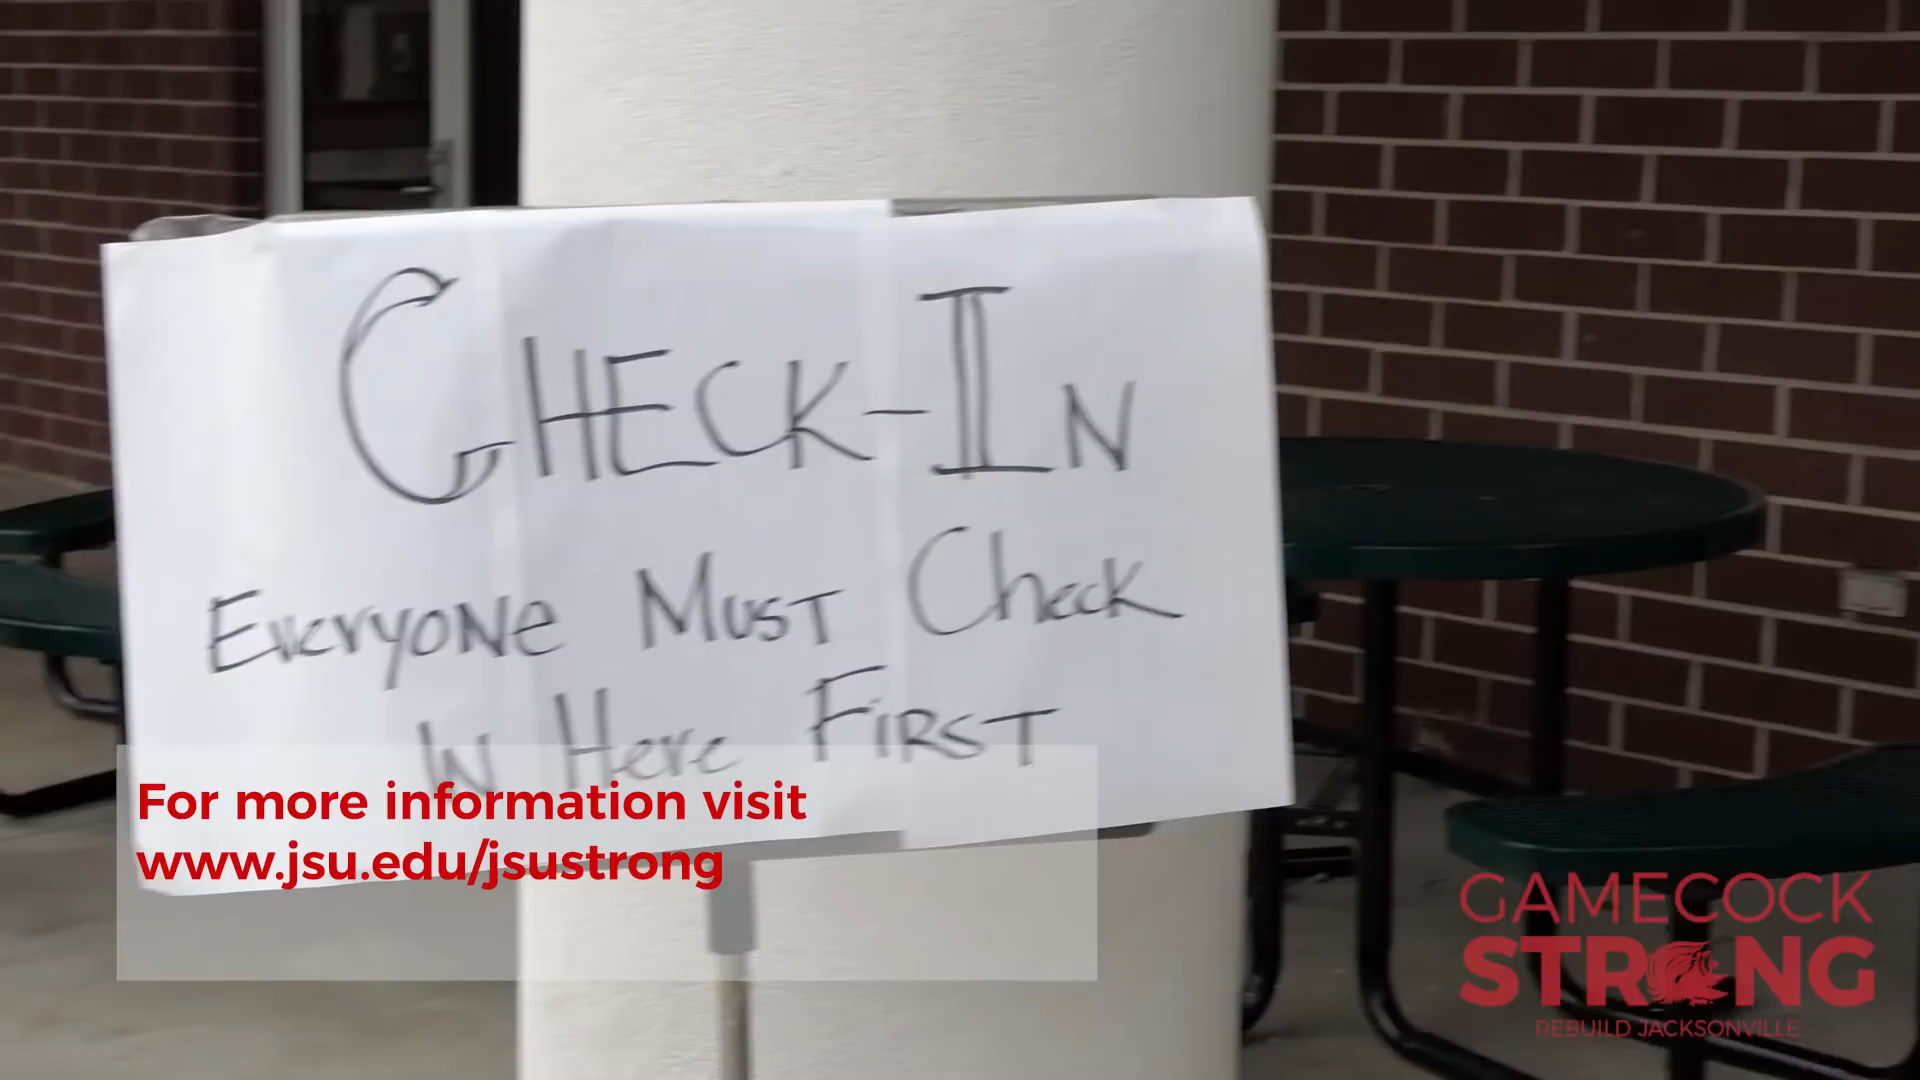 CHECK-IN
EVERYONE MUST Check
IN Here FIRST
For more information visit
www.jsu.edu/jsustrong
GAMECOCK
STRONG
REBUILD JACKSONVILLE